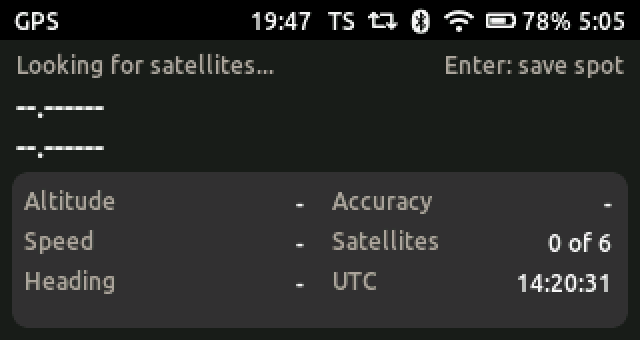 GPS 19:47 TS 78% 5:05
Looking for satellites... Enter: save spot
--.------
--.------
Altitude - Accuracy -
Speed - Satellites 0 of 6
Heading - UTC 14:20:31